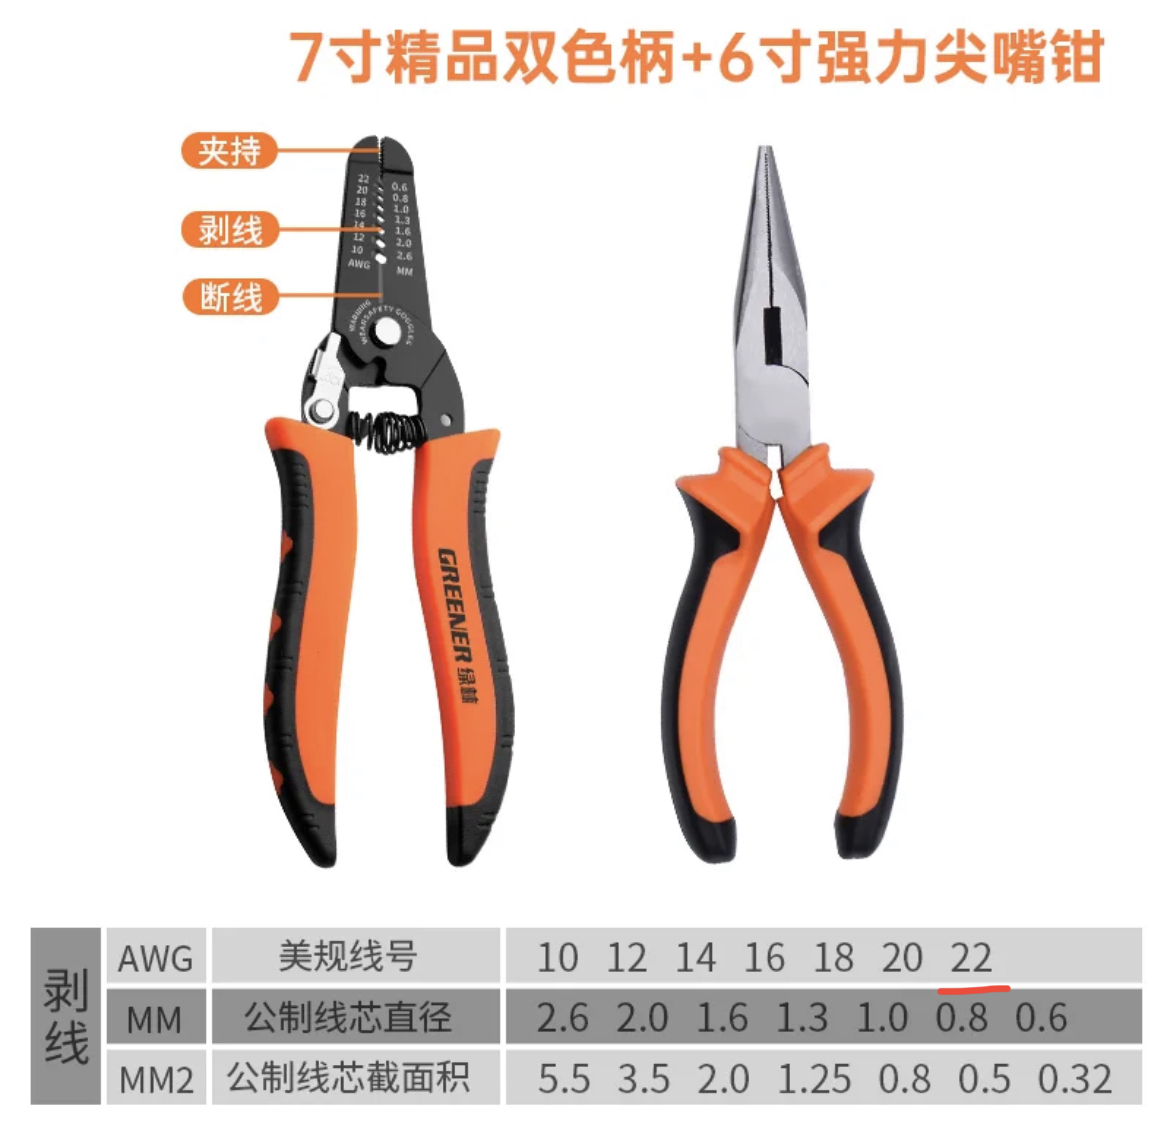 7寸精品双色柄+6寸强力尖嘴钳
夹持
剥线
断线
22 0.6
20 0.8
18 1.0
16 1.3
14 1.6
12 2.0
10 2.6
AWG MM
WARNING
WEAR SAFETY GOGGLES
GREENER 绿林
剥线
AWG 美规线号 10 12 14 16 18 20 22
MM 公制线芯直径 2.6 2.0 1.6 1.3 1.0 0.8 0.6
MM2 公制线芯截面积 5.5 3.5 2.0 1.25 0.8 0.5 0.32